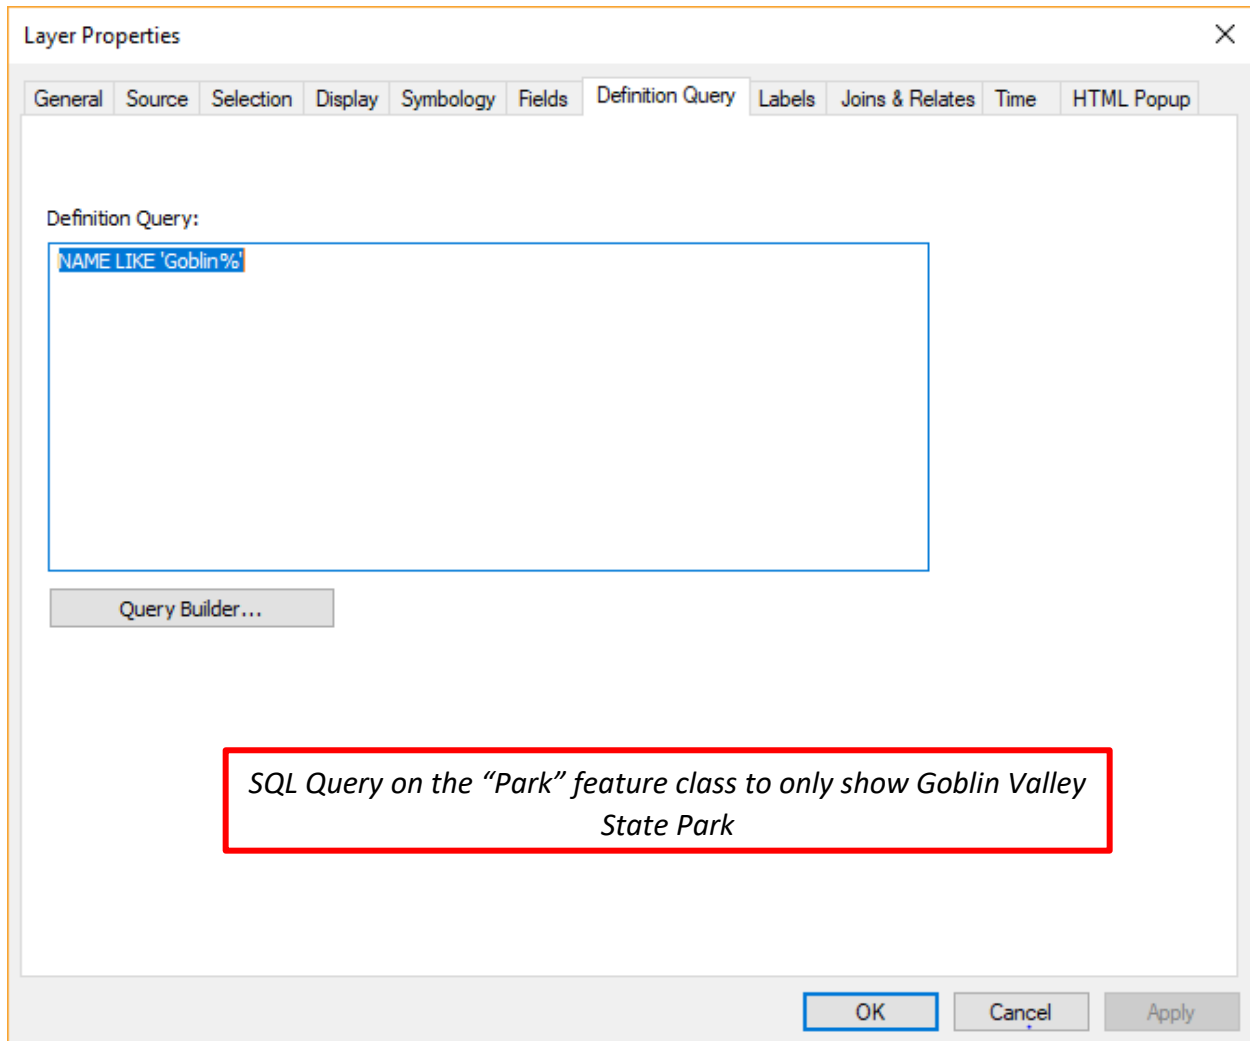 Layer Properties
General Source Selection Display Symbology Fields Definition Query Labels Joins & Relates Time HTML Popup
Definition Query:
NAME LIKE 'Goblin%'
Query Builder...
SQL Query on the “Park” feature class to only show Goblin Valley
State Park
OK Cancel Apply